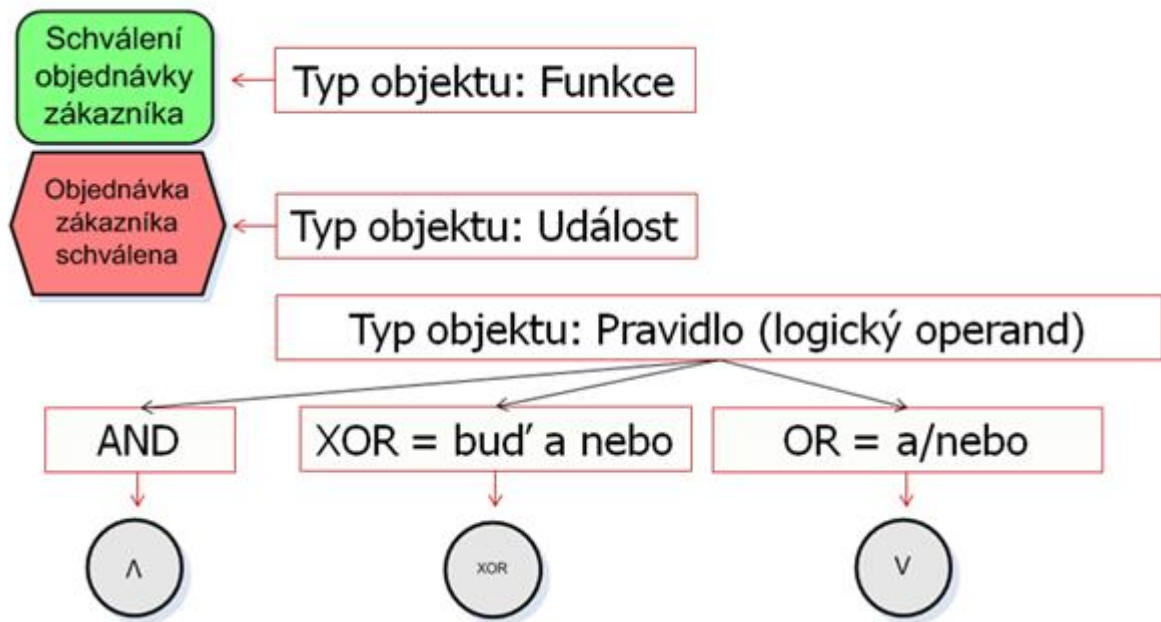 Schválení
objednávky
zákazníka
Typ objektu: Funkce
Objednávka
zákazníka
schválena
Typ objektu: Událost
Typ objektu: Pravidlo (logický operand)
AND
XOR = buď a nebo
OR = a/nebo
Λ
XOR
V